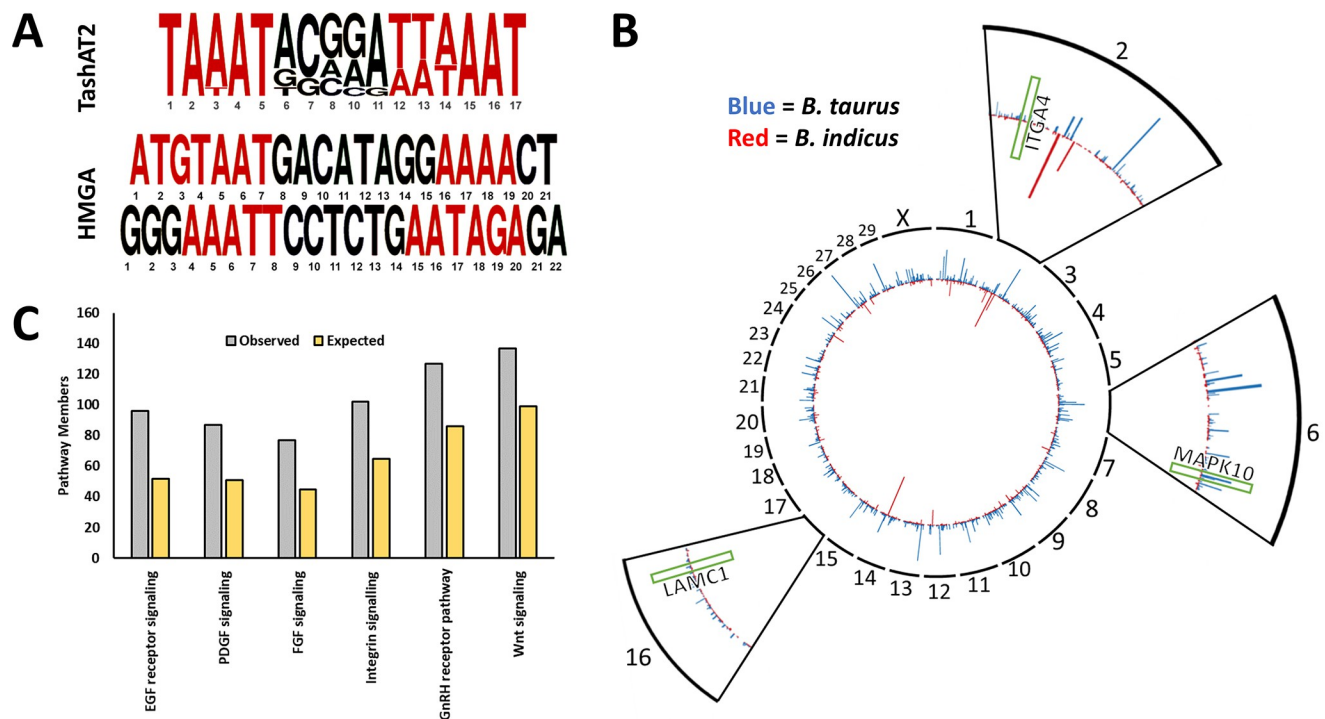 A
TashAT2
TAAATACGGATTAAAT
T GGAAAAATT
TGCCG
1 2 3 4 5 6 7 8 9 10 11 12 13 14 15 16 17
HMGA
ATGTAATGACATAGGAAAACT
1 2 3 4 5 6 7 8 9 10 11 12 13 14 15 16 17 18 19 20 21
GGGAAATTCCTCTGAATAGAGA
1 2 3 4 5 6 7 8 9 10 11 12 13 14 15 16 17 18 19 20 21 22
B
Blue = B. taurus
Red = B. indicus
X
1
2
3
4
5
6
7
8
9
10
11
12
13
14
15
16
17
18
19
20
21
22
23
24
25
26
27
28
29
ITGA4
MAPK10
LAMC1
C
Observed
Expected
Pathway Members
160
140
120
100
80
60
40
20
0
EGF receptor signaling
PDGF signaling
FGF signaling
Integrin signalling
GnRH receptor pathway
Wnt signaling